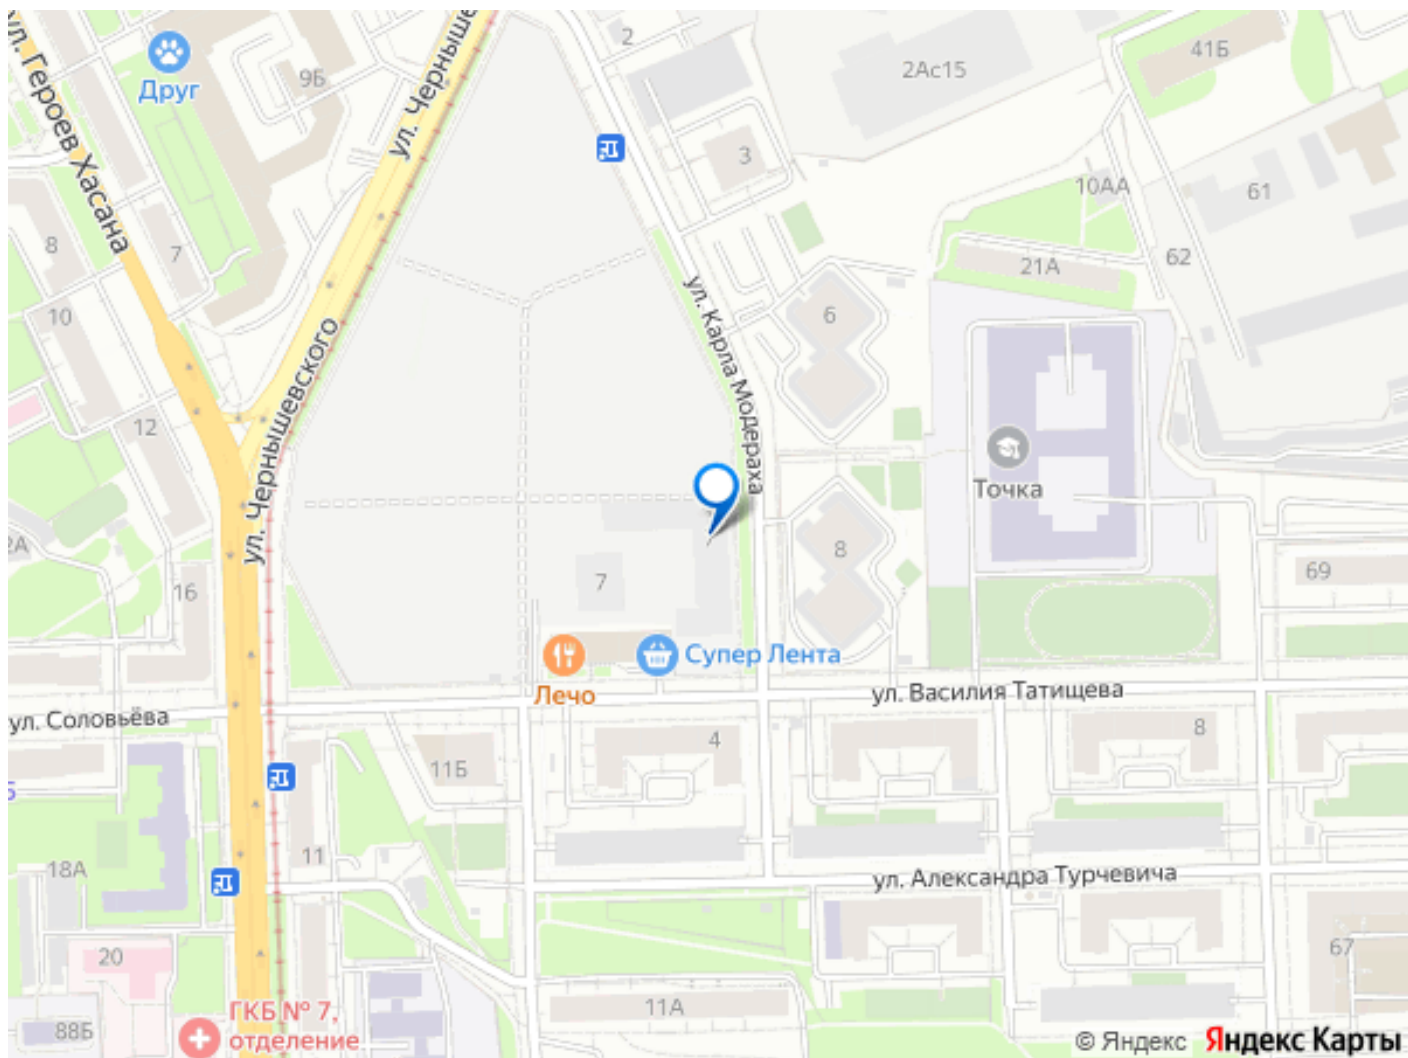 2
41Б
2Ас15
9Б
Друг
ул. Героев Хасана
ул. Черныше
3
10АА
61
8
7
62
21А
10
6
ул. Карла Модераха
ул. Чернышевского
12
Точка
2А
8
16
7
69
Супер Лента
Лечо
ул. Василия Татищева
ул. Соловьёва
4
8
11Б
Б
11
18А
ул. Александра Турчевича
20
67
11А
ГКБ № 7,
отделение
88Б
© Яндекс Яндекс Карты